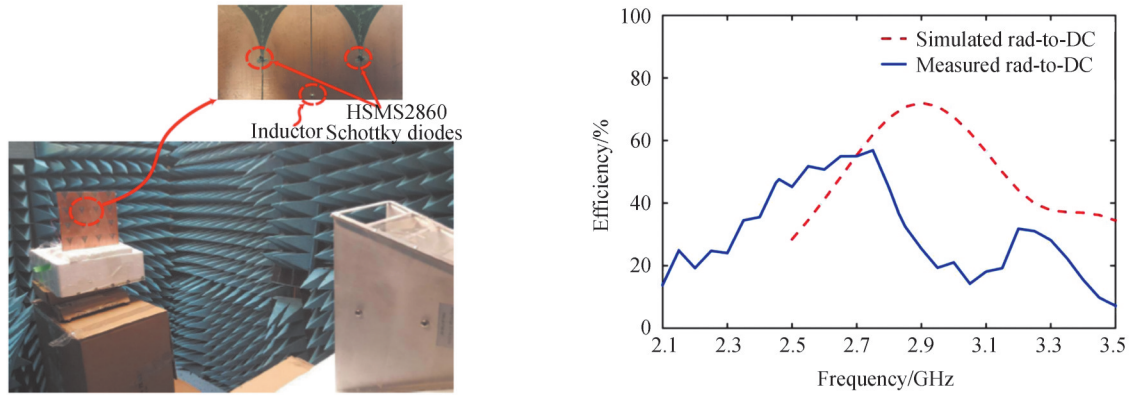 HSMS2860
Inductor Schottky diodes
100
80
60
40
20
0
Efficiency/%
Simulated rad-to-DC
Measured rad-to-DC
2.1 2.3 2.5 2.7 2.9 3.1 3.3 3.5
Frequency/GHz